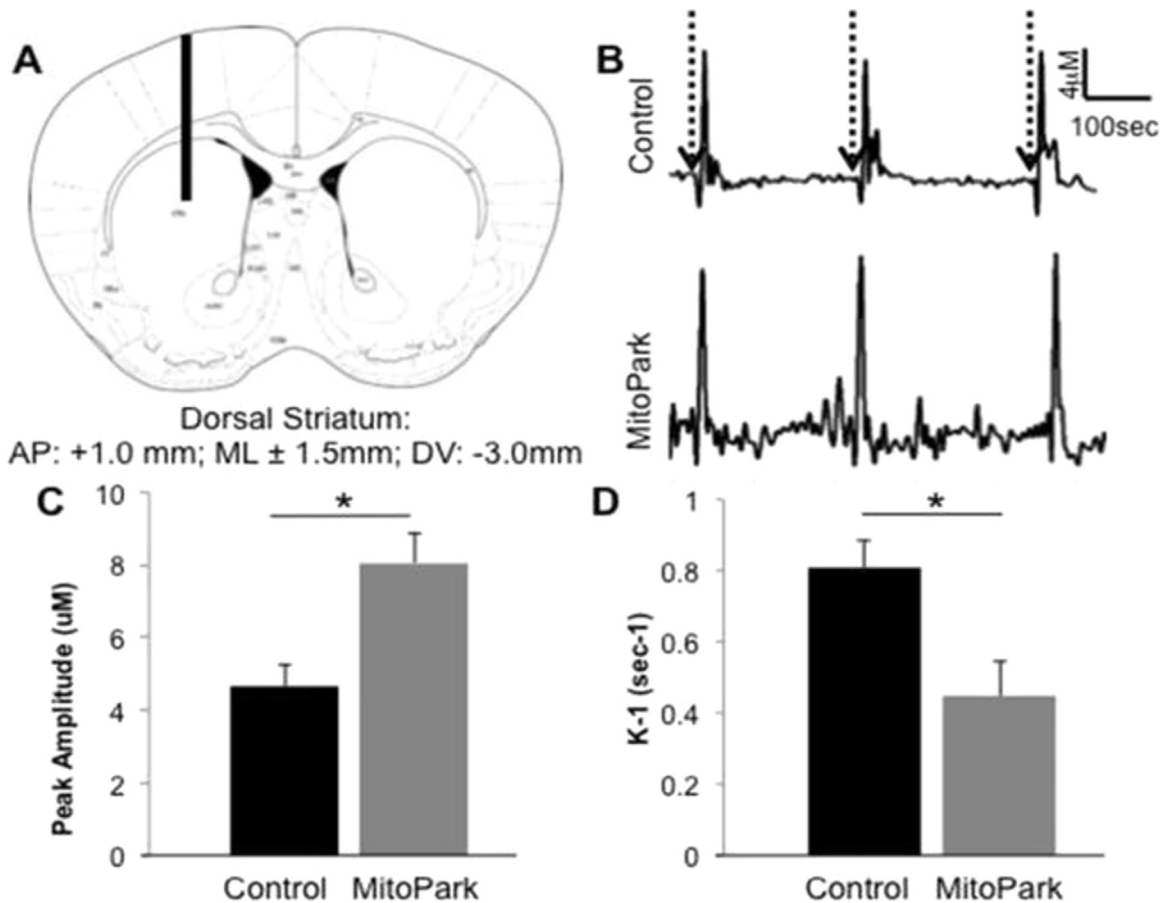 A
Dorsal Striatum:
AP: +1.0 mm; ML ± 1.5mm; DV: -3.0mm
B
Control
4µM
100sec
MitoPark
C
*
Peak Amplitude (uM)
10
8
6
4
2
0
Control MitoPark
D
*
K-1 (sec-1)
1
0.8
0.6
0.4
0.2
0
Control MitoPark